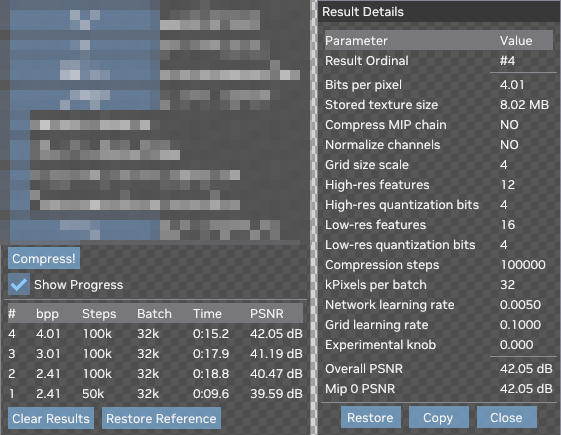 Compress!
Show Progress
# bpp Steps Batch Time PSNR
4 4.01 100k 32k 0:15.2 42.05 dB
3 3.01 100k 32k 0:17.9 41.19 dB
2 2.41 100k 32k 0:18.8 40.47 dB
1 2.41 50k 32k 0:09.6 39.59 dB
Clear Results Restore Reference
Result Details
Parameter Value
Result Ordinal #4
Bits per pixel 4.01
Stored texture size 8.02 MB
Compress MIP chain NO
Normalize channels NO
Grid size scale 4
High-res features 12
High-res quantization bits 4
Low-res features 16
Low-res quantization bits 4
Compression steps 100000
kPixels per batch 32
Network learning rate 0.0050
Grid learning rate 0.1000
Experimental knob 0.000
Overall PSNR 42.05 dB
Mip 0 PSNR 42.05 dB
Restore Copy Close